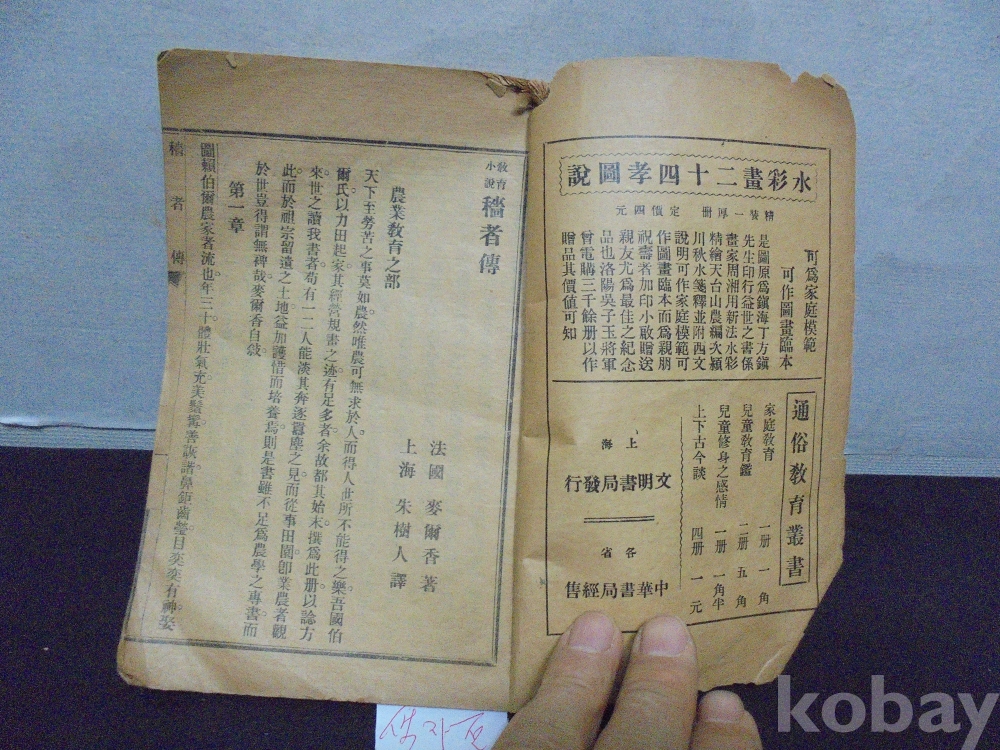 水彩畫二十四孝圖說
精裝一厚冊 定價四元
可爲家庭模範
可作圖畫臨本
是圖原爲鎮海丁方鎮
先生印行益世之書係
畫家周湘用新法水彩
精繪天台山農編次潁
川秋水箋釋並附西文
說明可作家庭模範可
作圖畫臨本而爲親朋
祝壽者加印小啟贈送
親友尤爲最佳之紀念
品也洛陽吳子玉將軍
曾電購三千餘册以作
贈品其價値可知
通俗敎育叢書
家庭敎育 一册 一角
兒童敎育鑑 二册 五角
兒童修身之感情 一册 一角半
上下古今談 四册 一元
上海
文明書局發行
各省
中華書局經售
敎育小說
穡者傳
法國 麥爾香著
上海 朱樹人譯
農業敎育之部
天下至勞苦之事莫如農然唯農可無求於人而得人世所不能得之樂吾國伯
爾氏以力田起家其經營規畫之迹有足多者余故都其始末撰爲此册以諗方
來世之讀我書者苟有一二人能淡其奔逐囂塵之見而從事田園卽業農者觀
此而於祖宗留遺之土地益加護惜而培養焉則是書雖不足爲農學之專書而
於世豈得謂無裨哉麥爾香自敍
第一章
圖賴伯爾農家者流也年三十體壯氣充美鬚髯善詼諧鼻鉅齒瑩目奕奕有神娶
穡者傳
kobay